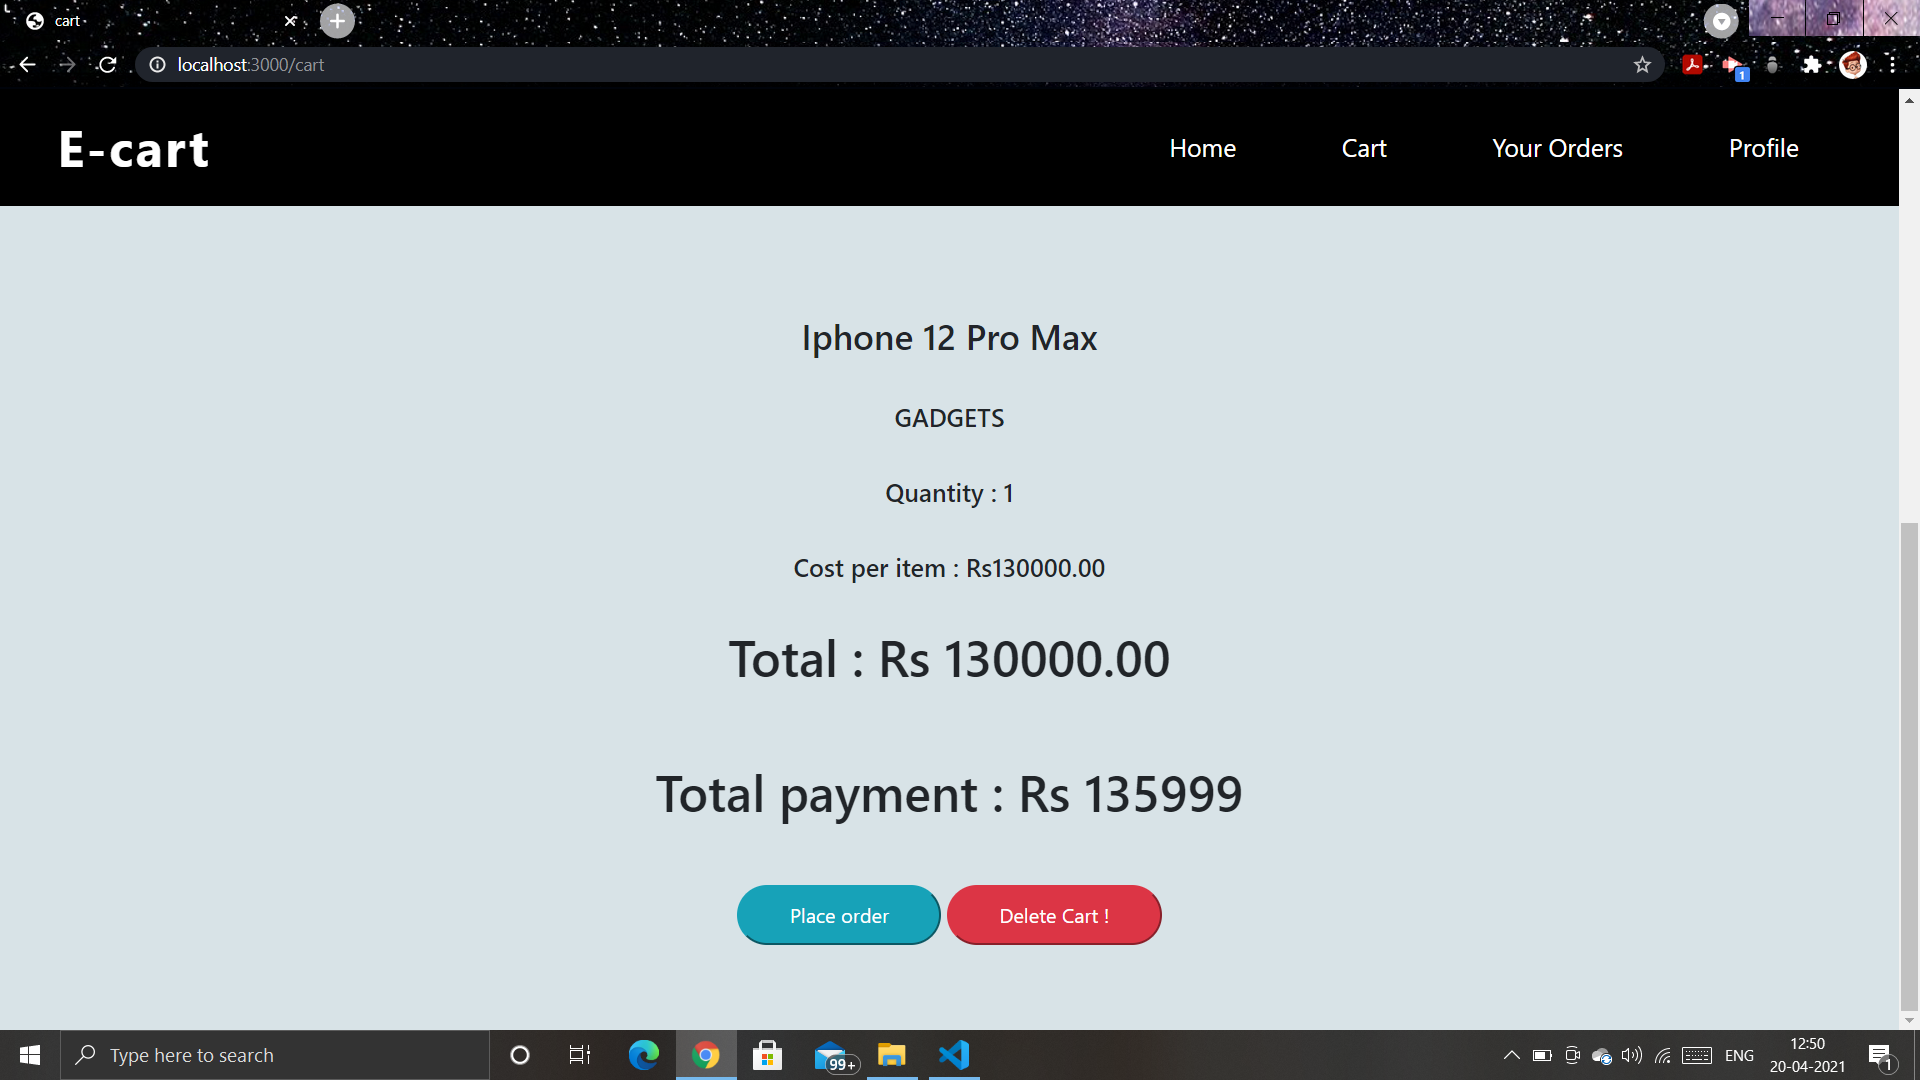 cart
localhost:3000/cart
1
E-cart
Home
Cart
Your Orders
Profile
Iphone 12 Pro Max
GADGETS
Quantity : 1
Cost per item : Rs130000.00
Total : Rs 130000.00
Total payment : Rs 135999
Place order
Delete Cart !
Type here to search
99+
ENG
12:50
20-04-2021
1